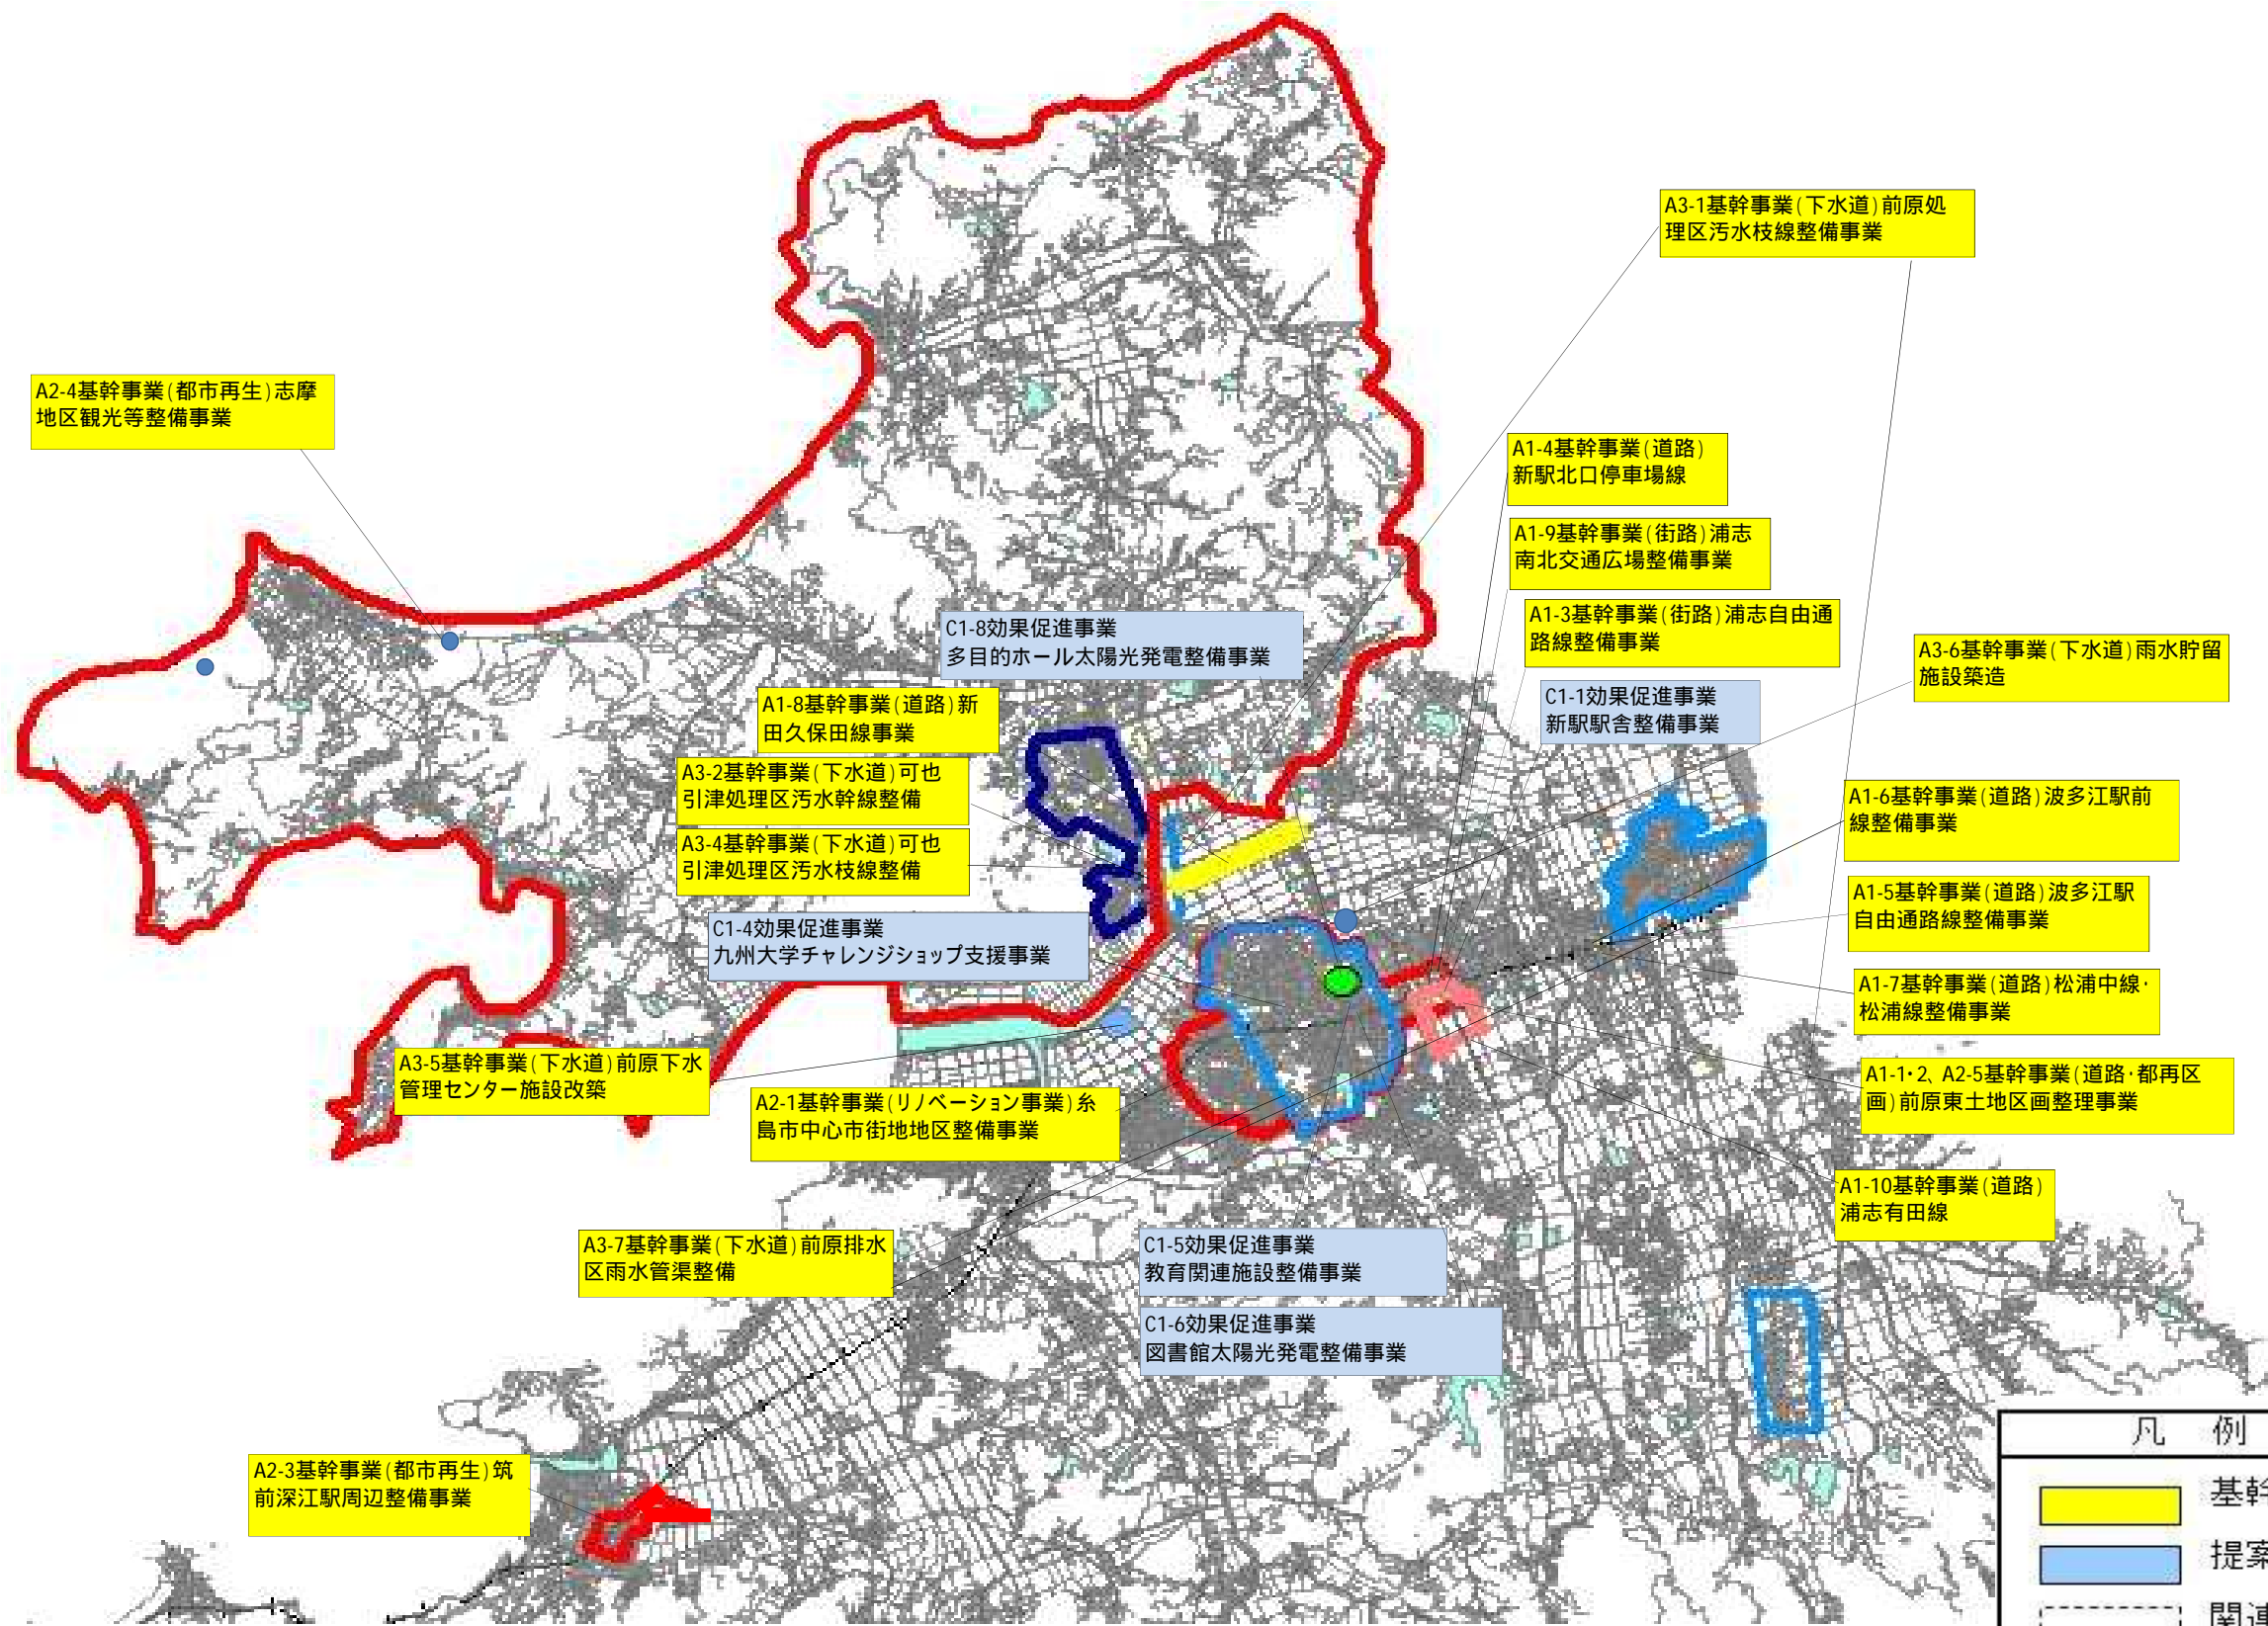 A3-1基幹事業(下水道)前原処
理区汚水枝線整備事業
A2-4基幹事業(都市再生)志摩
地区観光等整備事業
A1-4基幹事業(道路)
新駅北口停車場線
A1-9基幹事業(街路)浦志
南北交通広場整備事業
A1-3基幹事業(街路)浦志自由通
路線整備事業
C1-8効果促進事業
多目的ホール太陽光発電整備事業
A3-6基幹事業(下水道)雨水貯留
施設築造
C1-1効果促進事業
新駅駅舎整備事業
A1-8基幹事業(道路)新
田久保田線事業
A3-2基幹事業(下水道)可也
引津処理区汚水幹線整備
A1-6基幹事業(道路)波多江駅前
線整備事業
A3-4基幹事業(下水道)可也
引津処理区汚水枝線整備
A1-5基幹事業(道路)波多江駅
自由通路線整備事業
C1-4効果促進事業
九州大学チャレンジショップ支援事業
A1-7基幹事業(道路)松浦中線・
松浦線整備事業
A3-5基幹事業(下水道)前原下水
管理センター施設改築
A1-1・2、A2-5基幹事業(道路・都再区
画)前原東土地区画整理事業
A2-1基幹事業(リノベーション事業)糸
島市中心市街地地区整備事業
A1-10基幹事業(道路)
浦志有田線
A3-7基幹事業(下水道)前原排水
区雨水管渠整備
C1-5効果促進事業
教育関連施設整備事業
C1-6効果促進事業
図書館太陽光発電整備事業
A2-3基幹事業(都市再生)筑
前深江駅周辺整備事業
凡 例
基幹
提案
関連